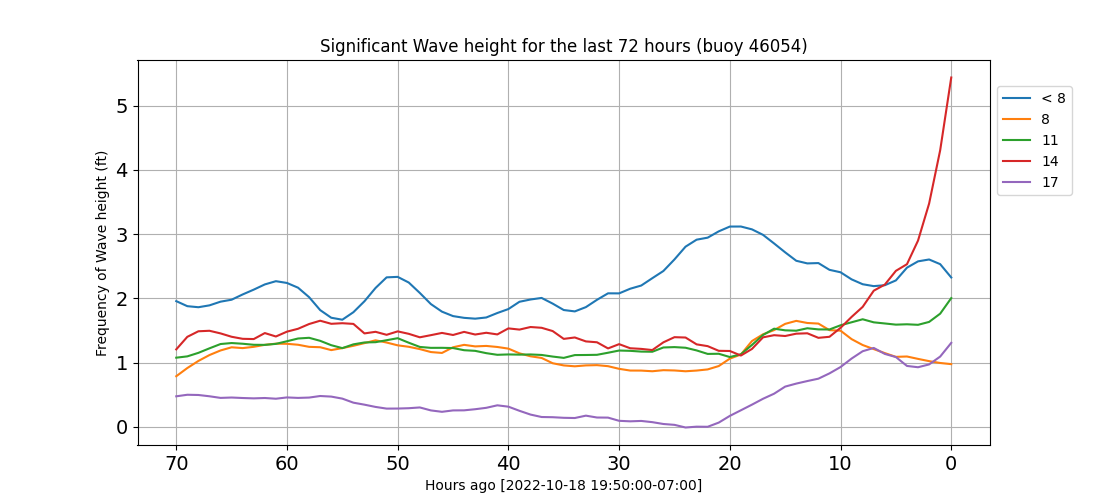 Significant Wave height for the last 72 hours (buoy 46054)
Frequency of Wave height (ft)
5
4
3
2
1
0
70 60 50 40 30 20 10 0
Hours ago [2022-10-18 19:50:00-07:00]
< 8
8
11
14
17